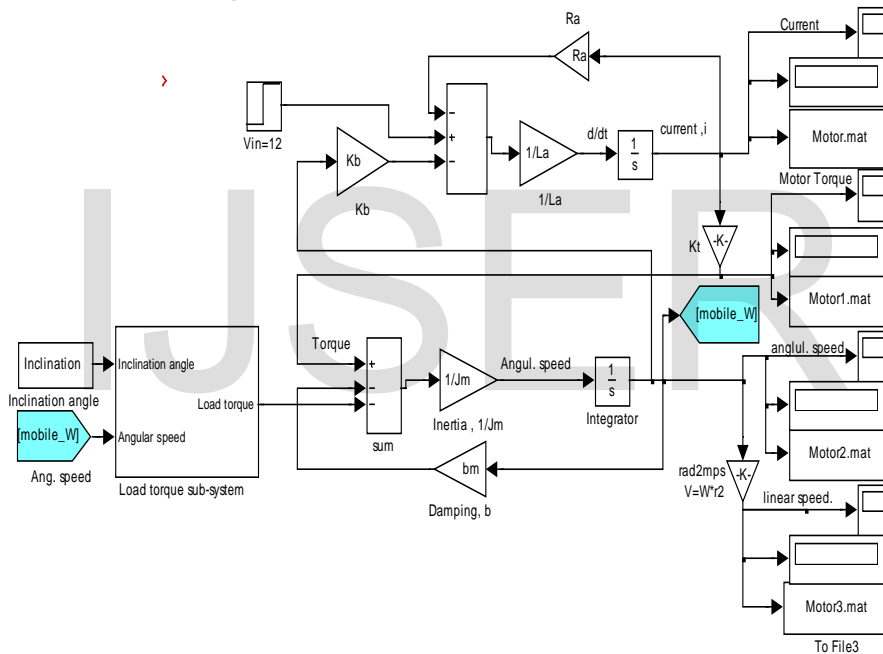 Ra
Current
Ra
−
+
−
Vin=12
Kb
Kb
1/La
1/La
d/dt
1
s
current ,i
Motor.mat
Motor Torque
Kt
-K-
Motor1.mat
[mobile_W]
IJSER
Inclination
Inclination angle
[mobile_W]
Ang. speed
Inclination angle
Load torque
Angular speed
Load torque sub-system
Torque
+
−
−
sum
1/Jm
Inertia , 1/Jm
Angul. speed
1
s
Integrator
bm
Damping, b
anglul. speed
Motor2.mat
rad2mps
V=W*r2
-K-
linear speed.
Motor3.mat
To File3